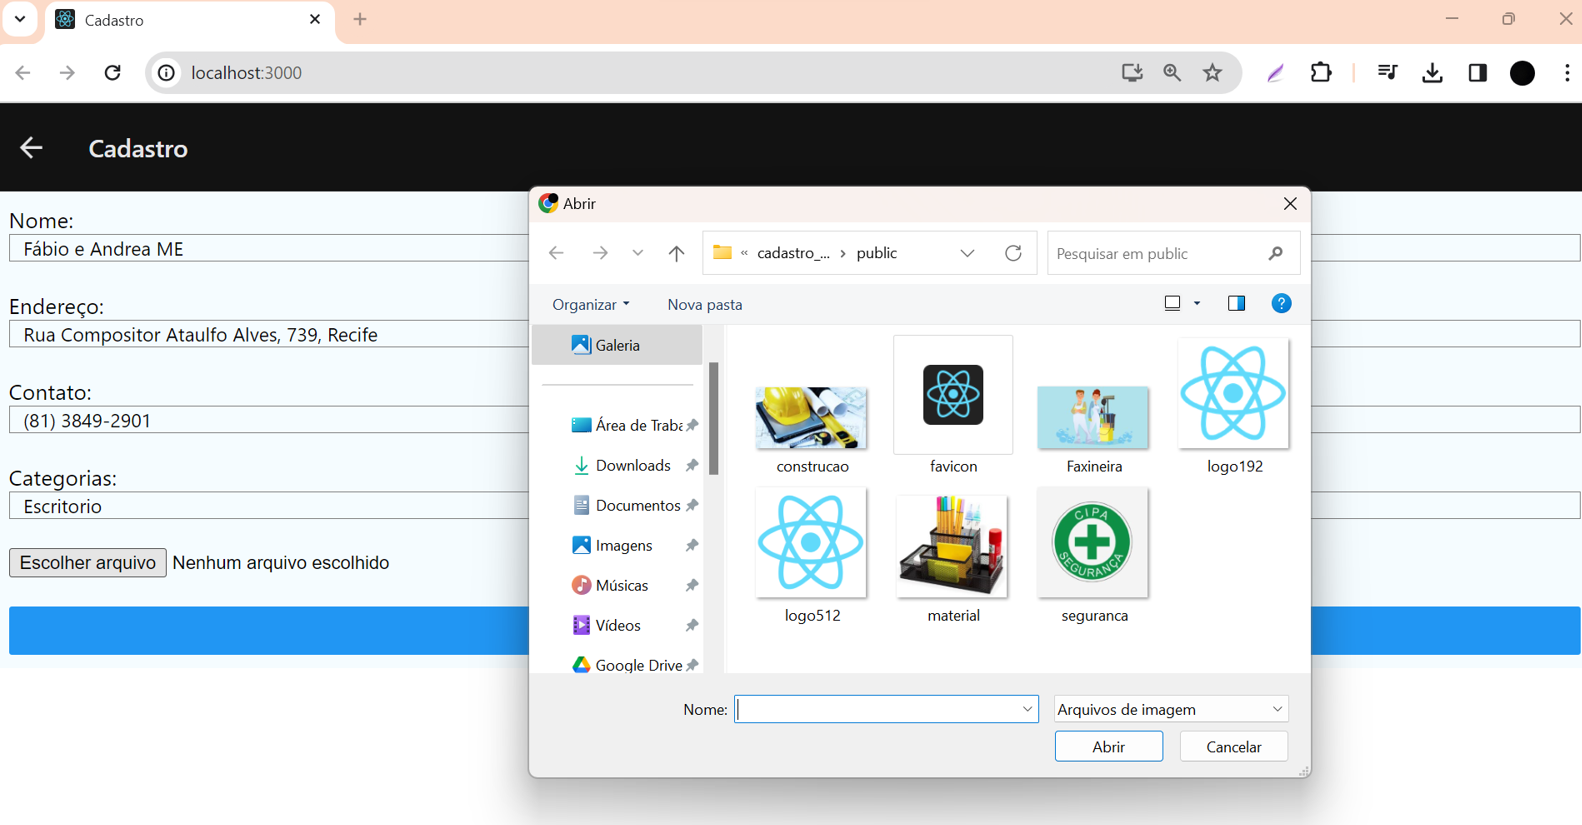 Cadastro
localhost:3000
Cadastro
Nome:
Fábio e Andrea ME
Endereço:
Rua Compositor Ataulfo Alves, 739, Recife
Contato:
(81) 3849-2901
Categorias:
Escritorio
Escolher arquivo Nenhum arquivo escolhido
Abrir
« cadastro_... › public
Pesquisar em public
Organizar
Nova pasta
?
Galeria
Área de Traba
Downloads
Documentos
Imagens
Músicas
Vídeos
Google Drive
construcao
favicon
Faxineira
logo192
CIPA
SEGURANÇA
logo512
material
seguranca
Nome:
Arquivos de imagem
Abrir
Cancelar